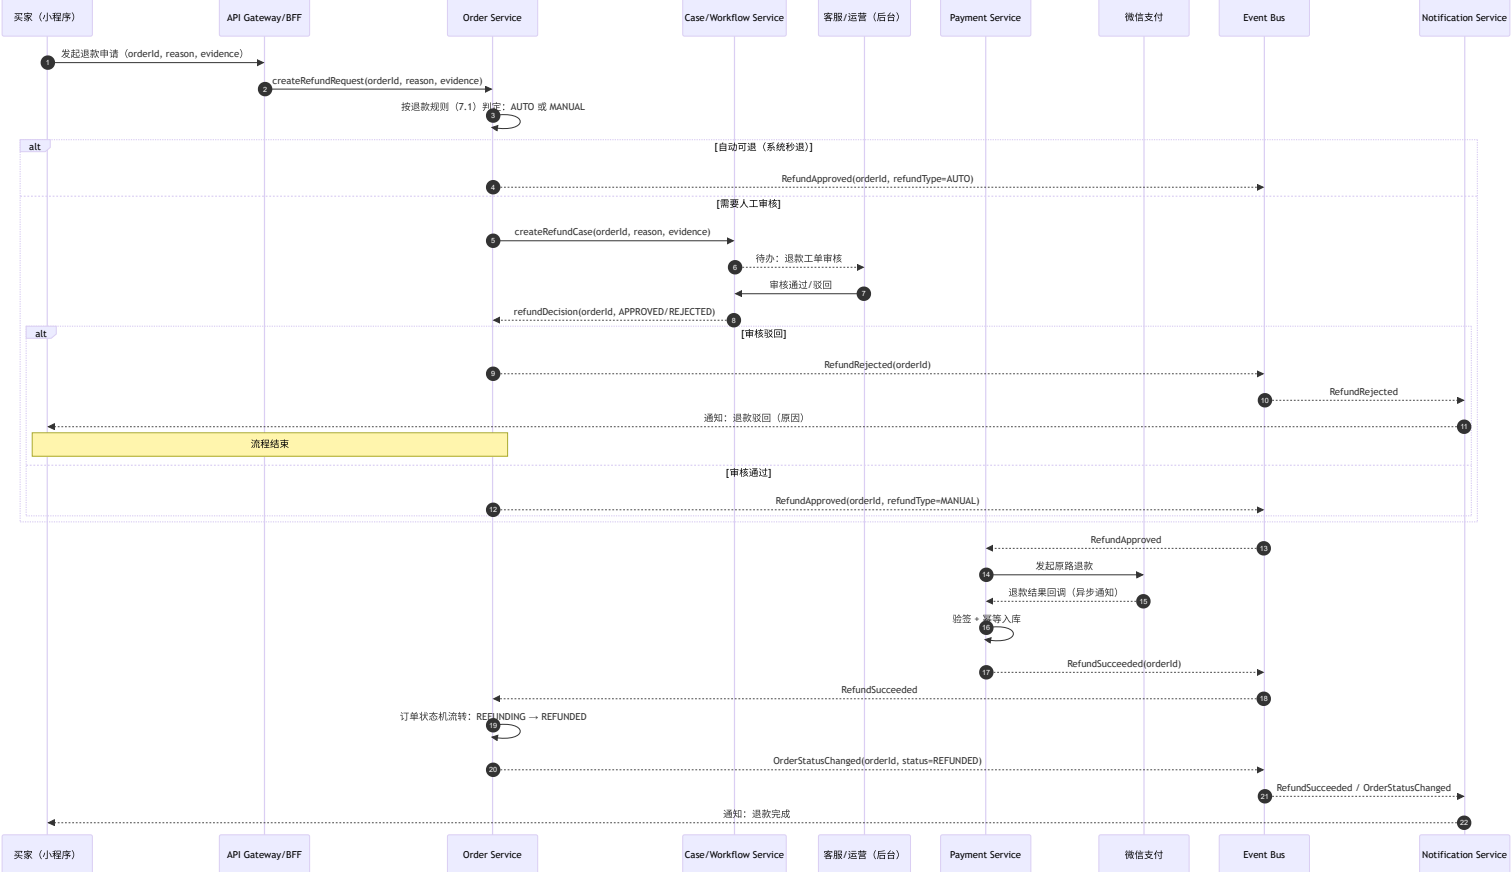 买家（小程序）
API Gateway/BFF
Order Service
Case/Workflow Service
客服/运营（后台）
Payment Service
微信支付
Event Bus
Notification Service
发起退款申请（orderId, reason, evidence）
1
createRefundRequest(orderId, reason, evidence)
2
按退款规则（7.1）判定：AUTO 或 MANUAL
3
alt
[自动可退（系统秒退）]
RefundApproved(orderId, refundType=AUTO)
4
[需要人工审核]
createRefundCase(orderId, reason, evidence)
5
待办：退款工单审核
6
审核通过/驳回
7
refundDecision(orderId, APPROVED/REJECTED)
8
alt
[审核驳回]
RefundRejected(orderId)
9
RefundRejected
10
通知：退款驳回（原因）
11
流程结束
[审核通过]
RefundApproved(orderId, refundType=MANUAL)
12
RefundApproved
13
发起原路退款
14
退款结果回调（异步通知）
15
验签 + 幂等入库
16
RefundSucceeded(orderId)
17
RefundSucceeded
18
订单状态机流转：REFUNDING → REFUNDED
19
OrderStatusChanged(orderId, status=REFUNDED)
20
RefundSucceeded / OrderStatusChanged
21
通知：退款完成
22
买家（小程序）
API Gateway/BFF
Order Service
Case/Workflow Service
客服/运营（后台）
Payment Service
微信支付
Event Bus
Notification Service